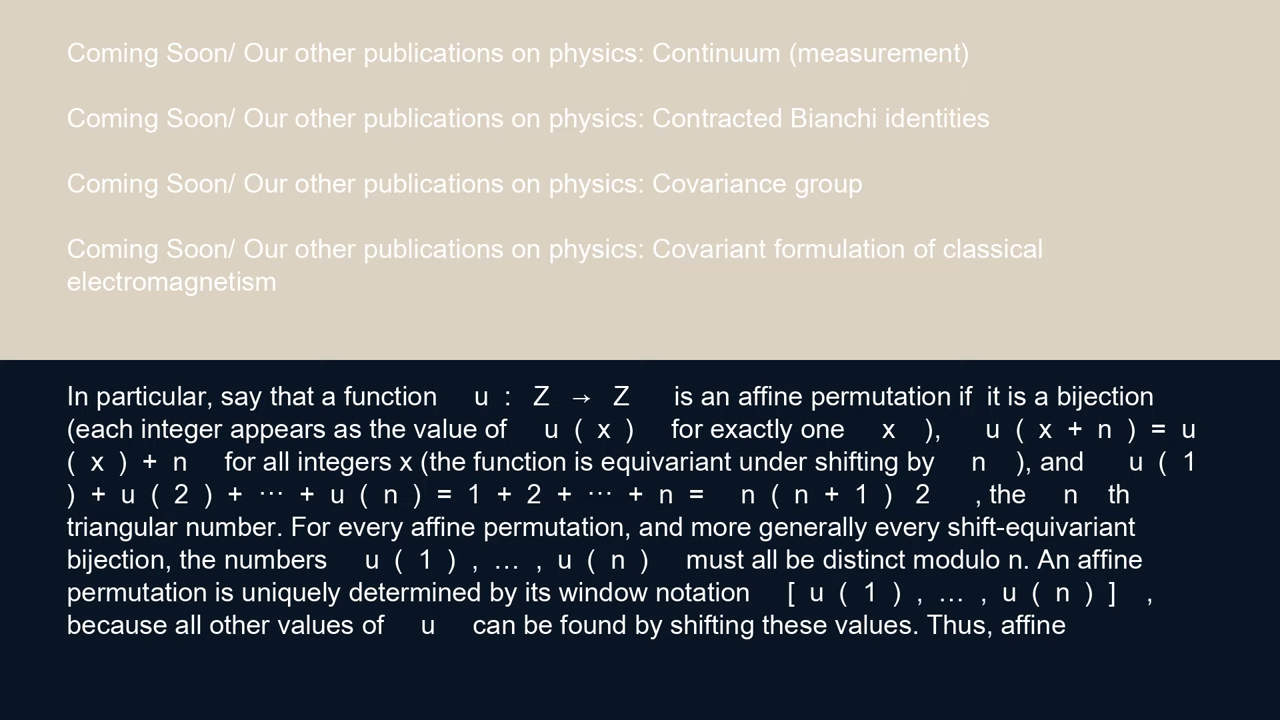 Coming Soon/ Our other publications on physics: Continuum (measurement)
Coming Soon/ Our other publications on physics: Contracted Bianchi identities
Coming Soon/ Our other publications on physics: Covariance group
Coming Soon/ Our other publications on physics: Covariant formulation of classical
electromagnetism
In particular, say that a function u : Z → Z is an affine permutation if it is a bijection
(each integer appears as the value of u ( x ) for exactly one x ), u ( x + n ) = u
( x ) + n for all integers x (the function is equivariant under shifting by n ), and u ( 1
) + u ( 2 ) + ⋯ + u ( n ) = 1 + 2 + ⋯ + n = n ( n + 1 ) 2 , the n th
triangular number. For every affine permutation, and more generally every shift-equivariant
bijection, the numbers u ( 1 ) , … , u ( n ) must all be distinct modulo n. An affine
permutation is uniquely determined by its window notation [ u ( 1 ) , … , u ( n ) ] ,
because all other values of u can be found by shifting these values. Thus, affine